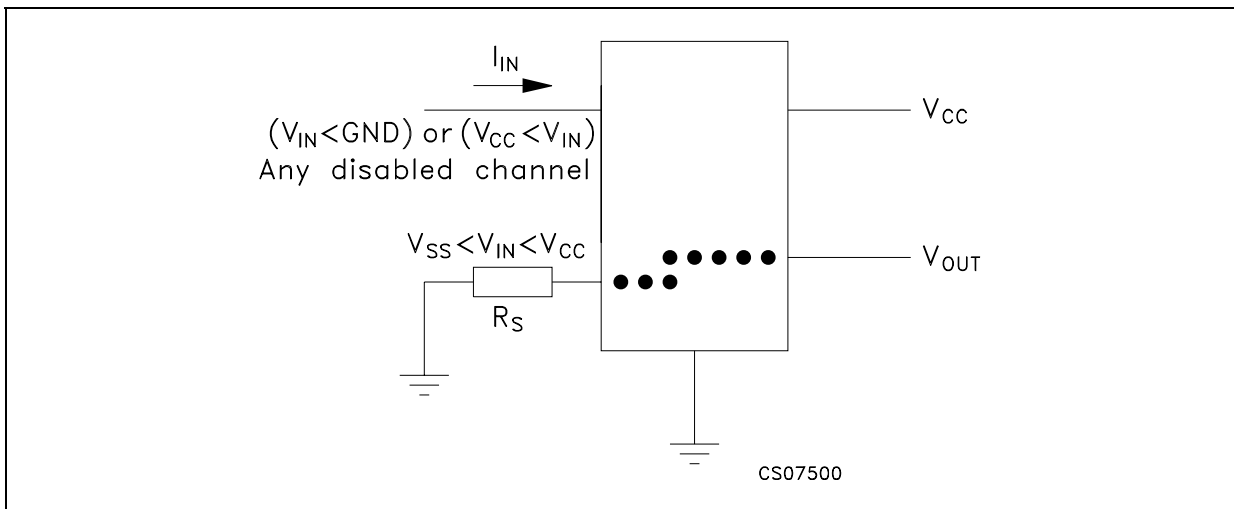 I_IN
(V_IN<GND) or (V_CC<V_IN)
Any disabled channel
V_CC
V_SS<V_IN<V_CC
V_OUT
R_S
CS07500